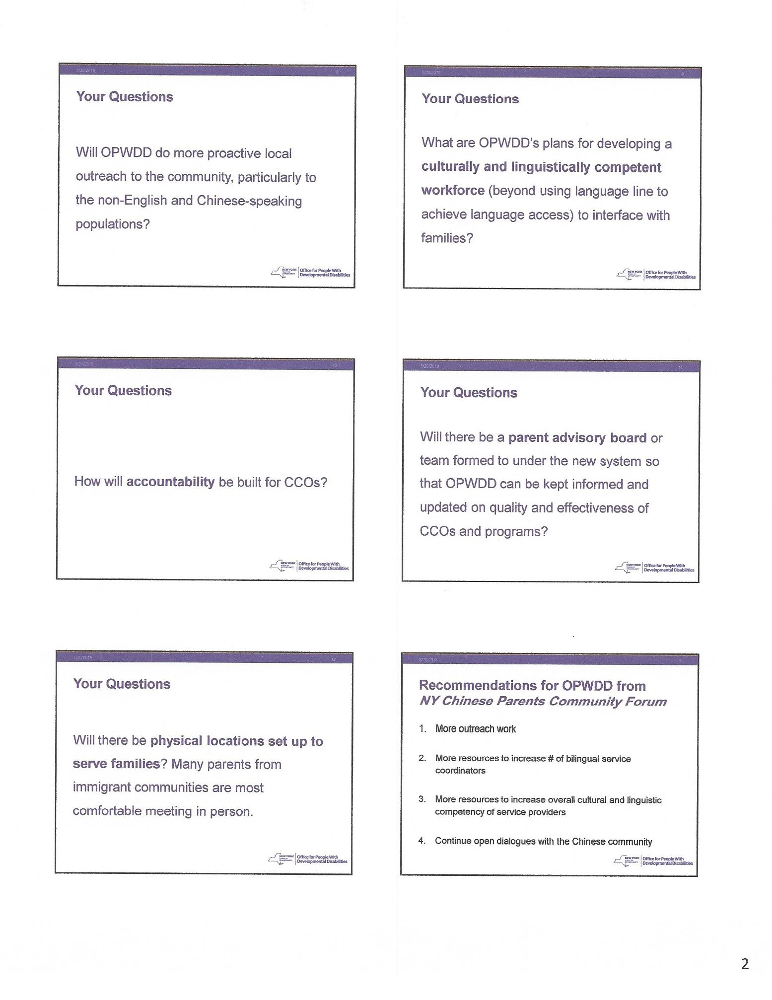 5/20/2018 8
Your Questions
Will OPWDD do more proactive local
outreach to the community, particularly to
the non-English and Chinese-speaking
populations?
NEW YORK
STATE OF
OPPORTUNITY
Office for People With
Developmental Disabilities
5/20/2018 9
Your Questions
What are OPWDD's plans for developing a
culturally and linguistically competent
workforce (beyond using language line to
achieve language access) to interface with
families?
NEW YORK
STATE OF
OPPORTUNITY
Office for People With
Developmental Disabilities
5/20/2018 10
Your Questions
How will accountability be built for CCOs?
NEW YORK
STATE OF
OPPORTUNITY
Office for People With
Developmental Disabilities
5/20/2018 11
Your Questions
Will there be a parent advisory board or
team formed to under the new system so
that OPWDD can be kept informed and
updated on quality and effectiveness of
CCOs and programs?
NEW YORK
STATE OF
OPPORTUNITY
Office for People With
Developmental Disabilities
5/20/2018 12
Your Questions
Will there be physical locations set up to
serve families? Many parents from
immigrant communities are most
comfortable meeting in person.
NEW YORK
STATE OF
OPPORTUNITY
Office for People With
Developmental Disabilities
5/20/2018 13
Recommendations for OPWDD from
NY Chinese Parents Community Forum
1. More outreach work
2. More resources to increase # of bilingual service
coordinators
3. More resources to increase overall cultural and linguistic
competency of service providers
4. Continue open dialogues with the Chinese community
NEW YORK
STATE OF
OPPORTUNITY
Office for People With
Developmental Disabilities
2